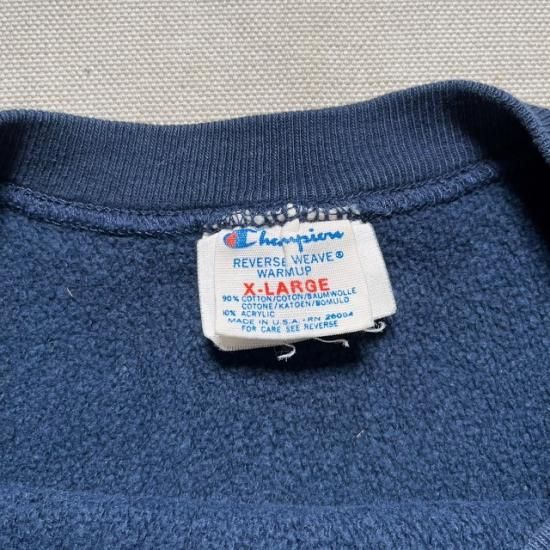 Champion
REVERSE WEAVE®
WARMUP
X-LARGE
90% COTTON/COTON/BAUMWOLLE
COTONE/KATOEN/BOMULD
10% ACRYLIC
MADE IN U.S.A.-RN 26094
FOR CARE SEE REVERSE